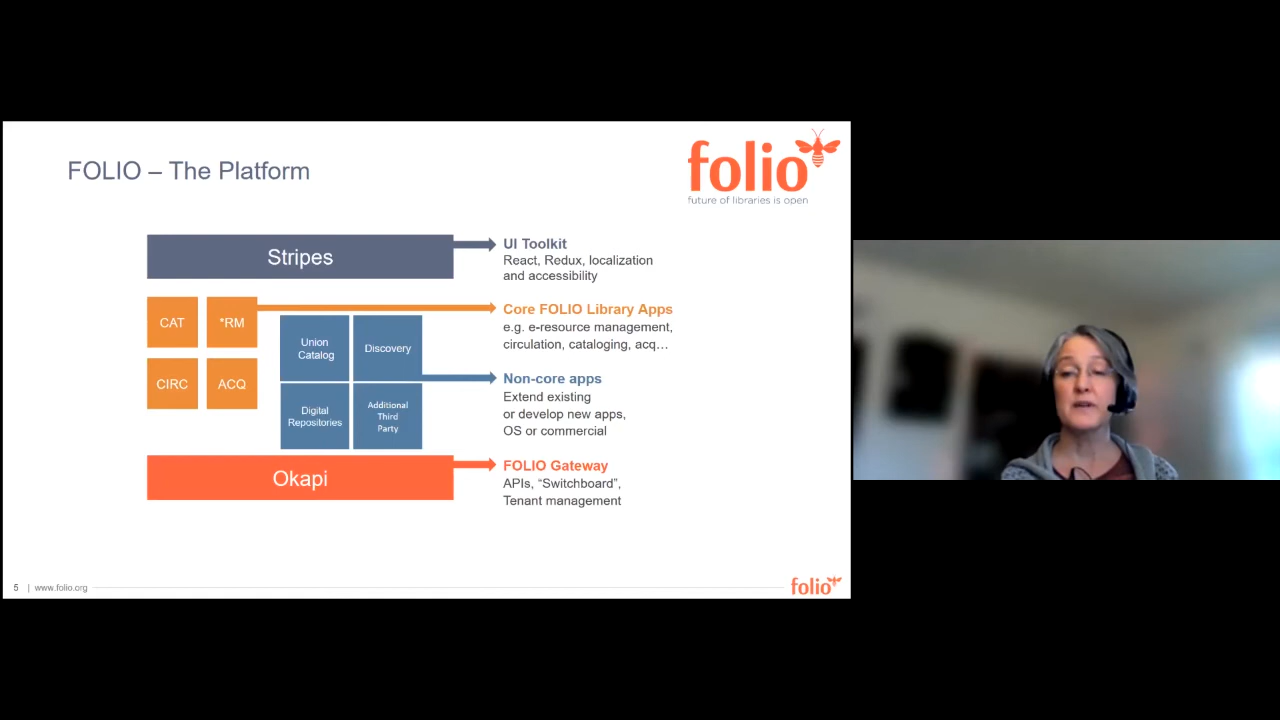 FOLIO – The Platform
folio
future of libraries is open
Stripes
UI Toolkit
React, Redux, localization
and accessibility
CAT
*RM
CIRC
ACQ
Core FOLIO Library Apps
e.g. e-resource management,
circulation, cataloging, acq…
Union
Catalog
Discovery
Digital
Repositories
Additional
Third
Party
Non-core apps
Extend existing
or develop new apps,
OS or commercial
Okapi
FOLIO Gateway
APIs, “Switchboard”,
Tenant management
5 | www.folio.org
folio